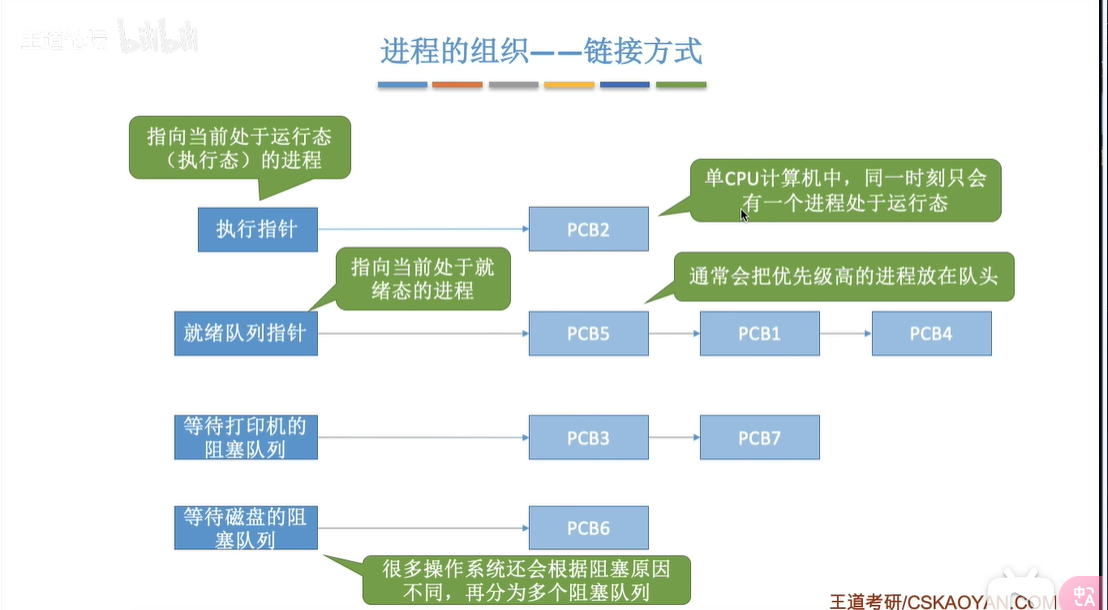 王道论坛 bilibili
进程的组织——链接方式
指向当前处于运行态
（执行态）的进程
单CPU计算机中，同一时刻只会
有一个进程处于运行态
执行指针
PCB2
指向当前处于就
绪态的进程
通常会把优先级高的进程放在队头
就绪队列指针
PCB5
PCB1
PCB4
等待打印机的
阻塞队列
PCB3
PCB7
等待磁盘的阻
塞队列
PCB6
很多操作系统还会根据阻塞原因
不同，再分为多个阻塞队列
王道考研/CSKAOYAN.COM
中A